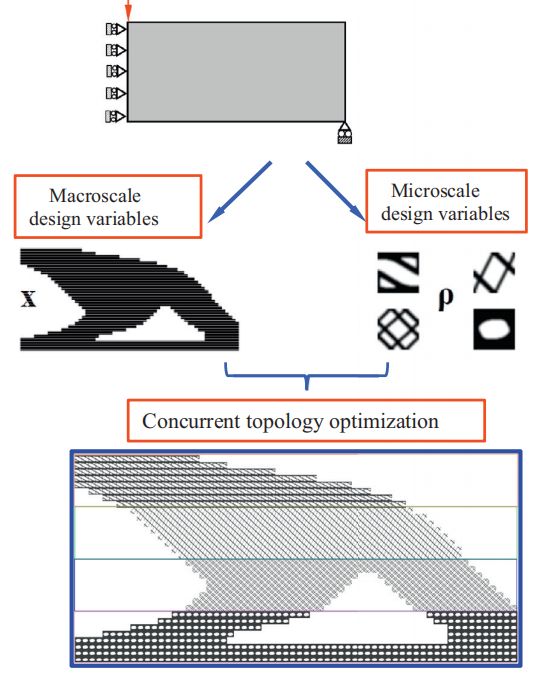 Macroscale
design variables
Microscale
design variables
x
ρ
Concurrent topology optimization